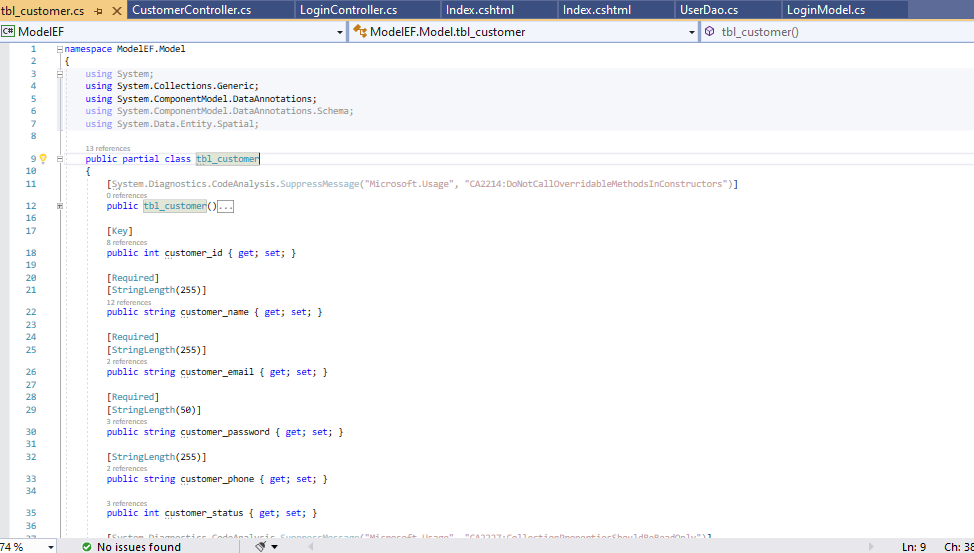 tbl_customer.cs CustomerController.cs LoginController.cs Index.cshtml Index.cshtml UserDao.cs LoginModel.cs
C# ModelEF ModelEF.Model.tbl_customer tbl_customer()
1 namespace ModelEF.Model
2 {
3 using System;
4 using System.Collections.Generic;
5 using System.ComponentModel.DataAnnotations;
6 using System.ComponentModel.DataAnnotations.Schema;
7 using System.Data.Entity.Spatial;
8
13 references
9 public partial class tbl_customer
10 {
11 [System.Diagnostics.CodeAnalysis.SuppressMessage("Microsoft.Usage", "CA2214:DoNotCallOverridableMethodsInConstructors")]
0 references
12 public tbl_customer()...
16
17 [Key]
8 references
18 public int customer_id { get; set; }
19
20 [Required]
21 [StringLength(255)]
12 references
22 public string customer_name { get; set; }
23
24 [Required]
25 [StringLength(255)]
2 references
26 public string customer_email { get; set; }
27
28 [Required]
29 [StringLength(50)]
3 references
30 public string customer_password { get; set; }
31
32 [StringLength(255)]
2 references
33 public string customer_phone { get; set; }
34
3 references
35 public int customer_status { get; set; }
36
[System.Diagnostics.CodeAnalysis.SuppressMessage("Microsoft.Usage", "CA2227:CollectionPropertiesShouldBeReadOnly")]
74 % No issues found Ln: 9 Ch: 38